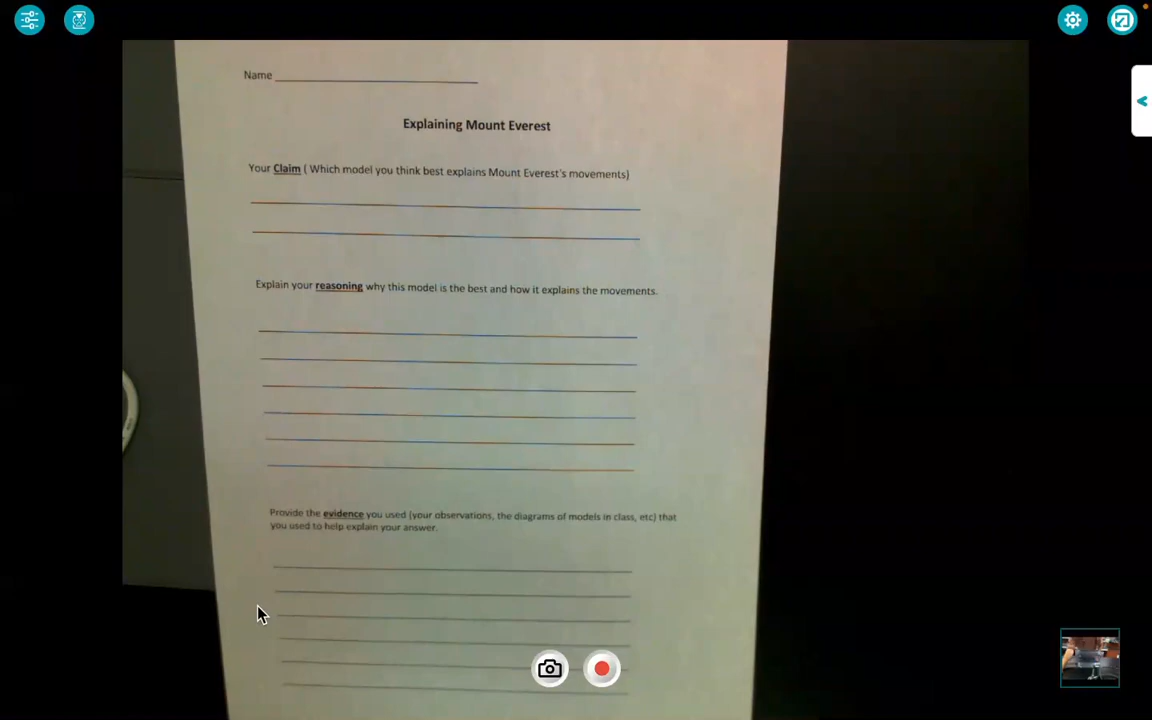 Name
Explaining Mount Everest
Your Claim ( Which model you think best explains Mount Everest's movements)
Explain your reasoning why this model is the best and how it explains the movements.
Provide the evidence you used (your observations, the diagrams of models in class, etc) that
you used to help explain your answer.